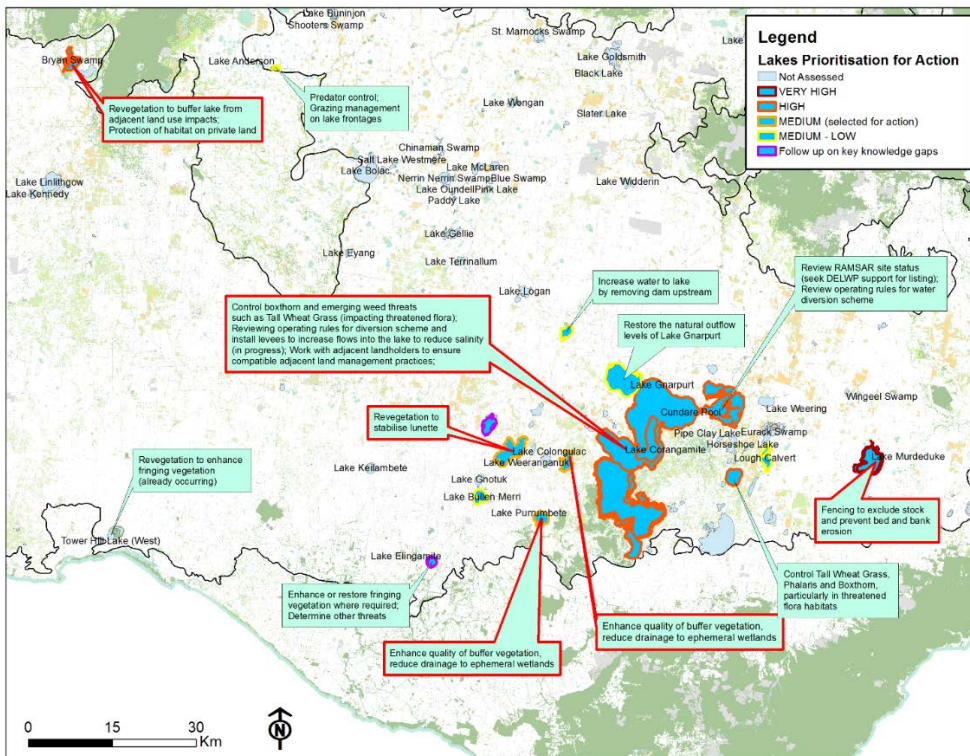 Lake Buninjon
Shooters Swamp
St. Marnocks Swamp
Lake Goldsmith
Black Lake
Bryan Swamp
Lake Anderson
Revegetation to buffer lake from
adjacent land use impacts;
Protection of habitat on private land
Predator control;
Grazing management
on lake frontages
Lake Wongan
Slater Lake
Chinaman Swamp
Salt Lake Westmere
Lake Bolac
Lake McLaren
Nerrin Nerrin Swamp
Blue Swamp
Lake Oundell
Pink Lake
Paddy Lake
Lake Widderin
Lake Linlithgow
Lake Kennedy
Lake Gellie
Lake Eyang
Lake Terrinallum
Lake Logan
Legend
Lakes Prioritisation for Action
Not Assessed
VERY HIGH
HIGH
MEDIUM (selected for action)
MEDIUM - LOW
Follow up on key knowledge gaps
Increase water to lake
by removing dam upstream
Review RAMSAR site status
(seek DELWP support for listing);
Review operating rules for water
diversion scheme
Control boxthorn and emerging weed threats
such as Tall Wheat Grass (impacting threatened flora);
Reviewing operating rules for diversion scheme and
install levees to increase flows into the lake to reduce salinity
(in progress); Work with adjacent landholders to ensure
compatible adjacent land management practices;
Restore the natural outflow
levels of Lake Gnarpurt
Lake Gnarpurt
Cundare Pool
Lake Weering
Wingeel Swamp
Pipe Clay Lake
Eurack Swamp
Horseshoe Lake
Lough Calvert
Lake Murdeduke
Lake Corangamite
Revegetation to
stabilise lunette
Lake Colongulac
Lake Weeranganuk
Lake Keilambete
Lake Gnotuk
Lake Bullen Merri
Lake Purrumbete
Revegetation to enhance
fringing vegetation
(already occurring)
Tower Hill Lake (West)
Lake Elingamite
Enhance or restore fringing
vegetation where required;
Determine other threats
Fencing to exclude stock
and prevent bed and bank
erosion
Control Tall Wheat Grass,
Phalaris and Boxthorn,
particularly in threatened
flora habitats
Enhance quality of buffer vegetation,
reduce drainage to ephemeral wetlands
Enhance quality of buffer vegetation,
reduce drainage to ephemeral wetlands
0 15 30
Km
N